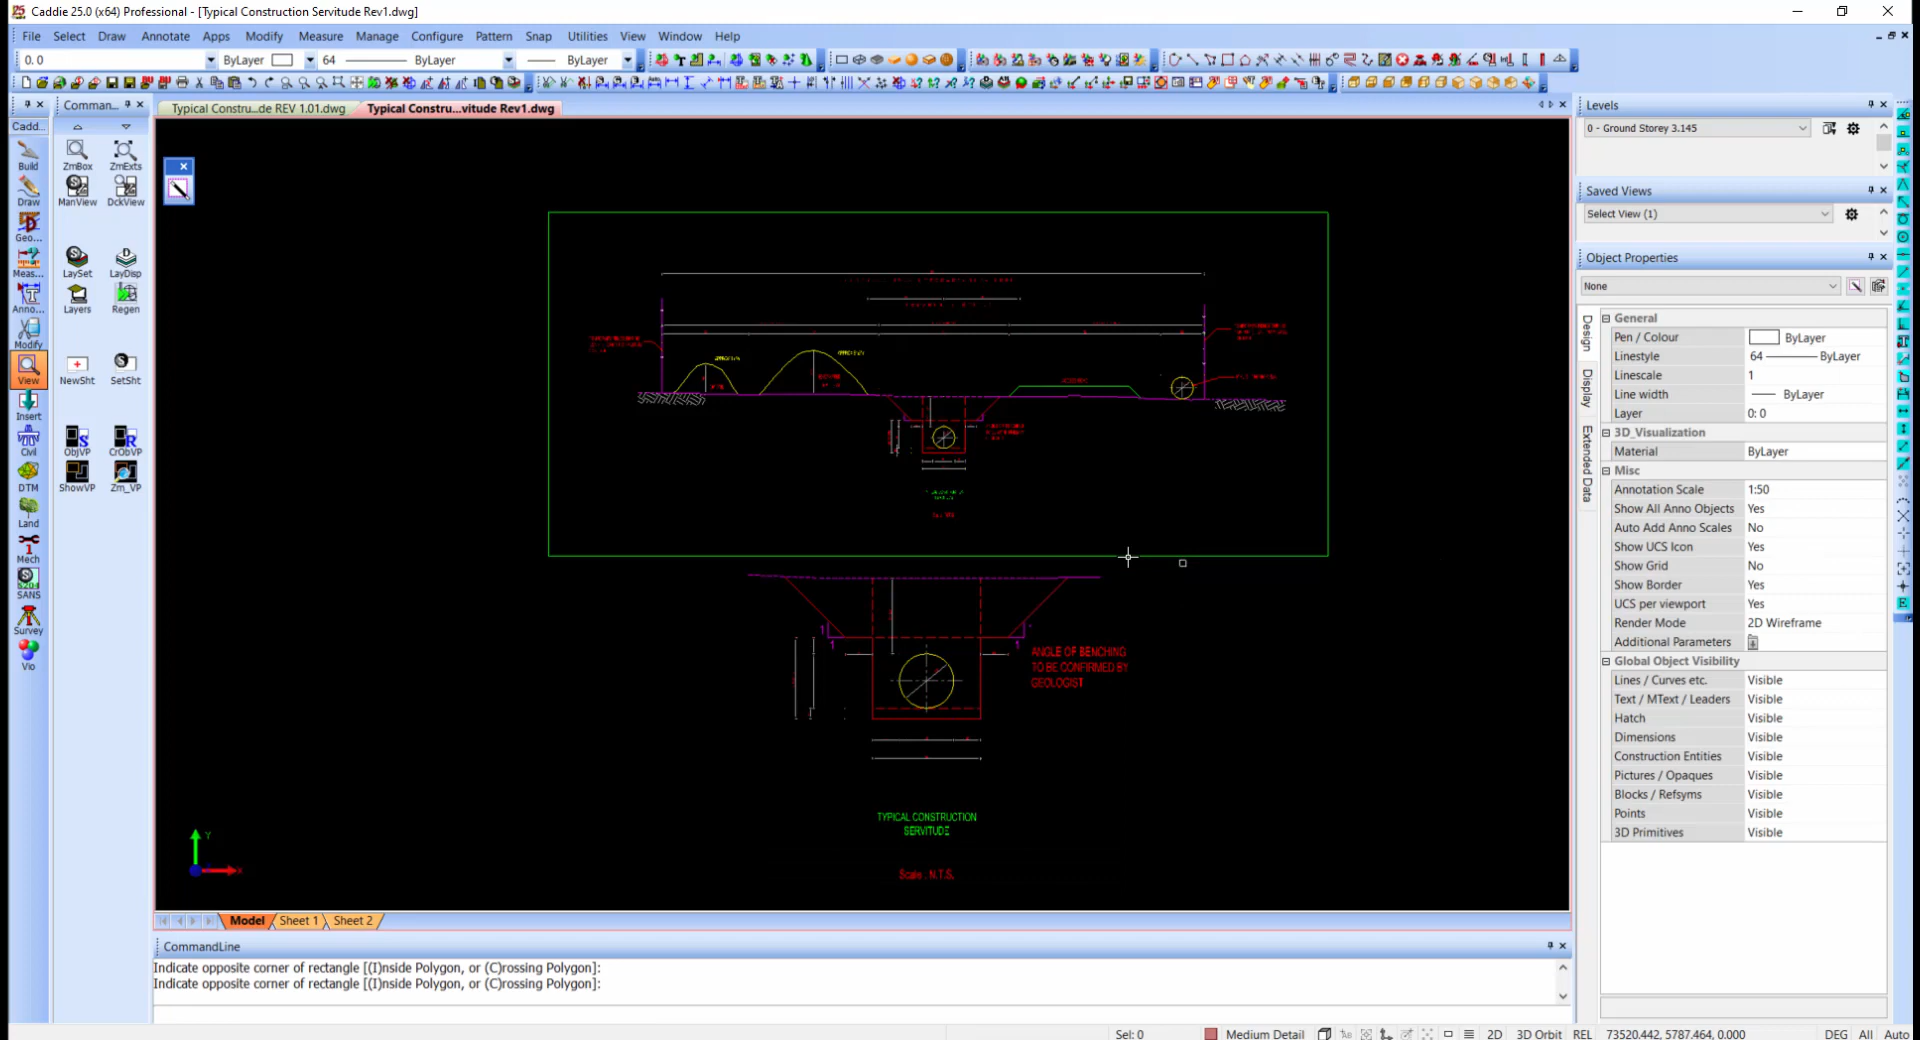 Caddie 25.0 (x64) Professional - [Typical Construction Servitude Rev1.dwg]
File Select Draw Annotate Apps Modify Measure Manage Configure Pattern Snap Utilities View Window Help
0. 0 ByLayer 64 ByLayer ByLayer
Comman...
Typical Constru...de REV 1.01.dwg Typical Constru...vitude Rev1.dwg
Levels
Cadd...
0 - Ground Storey 3.145
Build
ZmBox ZmExts
Saved Views
Draw
ManView DckView
Select View (1)
Geo...
Object Properties
Meas...
LaySet LayDisp
None
Anno...
Layers Regen
Modify
View
NewSht SetSht
Insert
Civil
ObjVP CrObVP
DTM
ShowVP Zm_VP
Land
Mech
SANS
Survey
Vio
Design
Display
Extended Data
General
Pen / Colour ByLayer
Linestyle 64 ByLayer
Linescale 1
Line width ByLayer
Layer 0: 0
3D_Visualization
Material ByLayer
Misc
Annotation Scale 1:50
Show All Anno Objects Yes
Auto Add Anno Scales No
Show UCS Icon Yes
Show Grid No
Show Border Yes
UCS per viewport Yes
Render Mode 2D Wireframe
Additional Parameters
Global Object Visibility
Lines / Curves etc. Visible
Text / MText / Leaders Visible
Hatch Visible
Dimensions Visible
Construction Entities Visible
Pictures / Opaques Visible
Blocks / Refsyms Visible
Points Visible
3D Primitives Visible
1 1 1 1
ANGLE OF BENCHING
TO BE CONFIRMED BY
GEOLOGIST
TYPICAL CONSTRUCTION
SERVITUDE
Scale : N.T.S.
Y
X
Model Sheet 1 Sheet 2
CommandLine
Indicate opposite corner of rectangle [(I)nside Polygon, or (C)rossing Polygon]:
Indicate opposite corner of rectangle [(I)nside Polygon, or (C)rossing Polygon]:
Sel: 0 Medium Detail 2D 3D Orbit REL 73520.442, 5787.464, 0.000 DEG All Auto